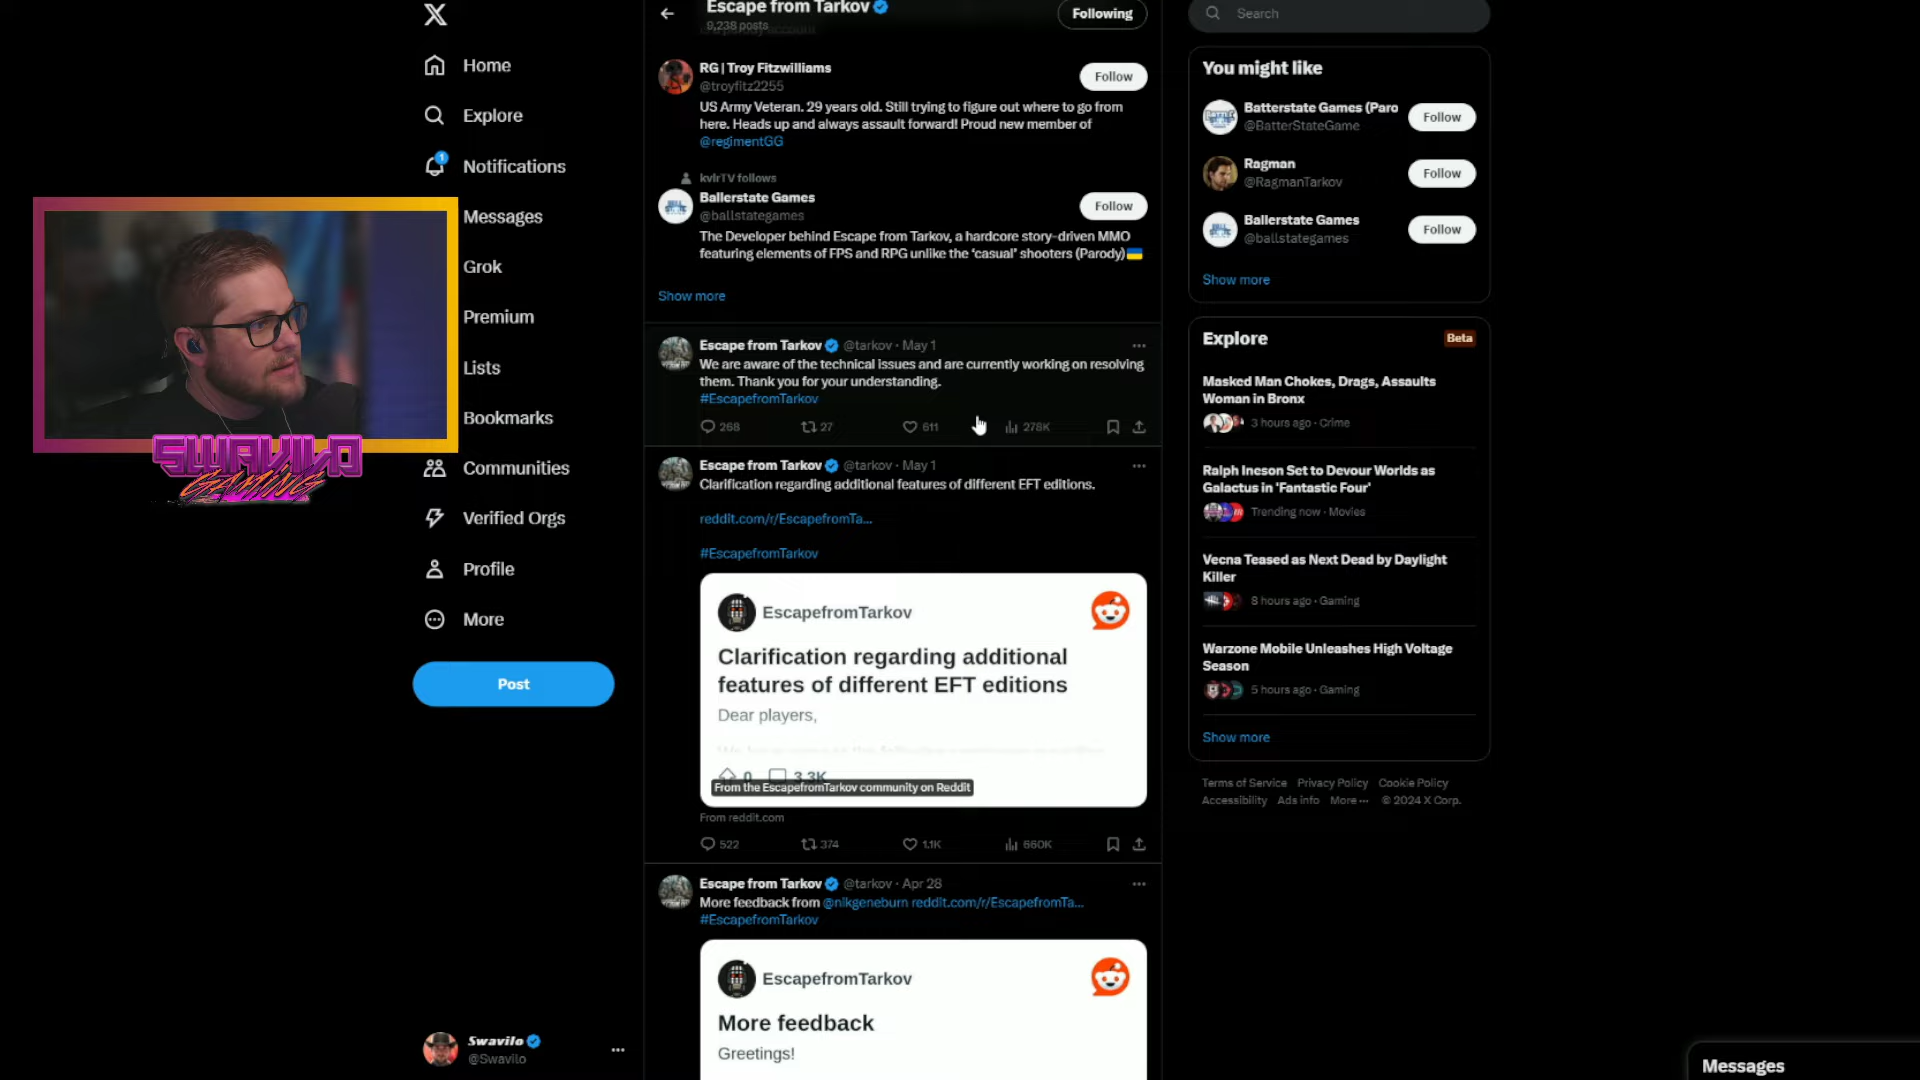 Home
Explore
1
Notifications
Messages
Grok
Premium
Lists
Bookmarks
Communities
Verified Orgs
Profile
More
Post
Swavilo
@Swavilo
SWAVILO
GAMING
Escape from Tarkov
9,238 posts
Following
RG | Troy Fitzwilliams
@troyfitz2255
Follow
US Army Veteran. 29 years old. Still trying to figure out where to go from
here. Heads up and always assault forward! Proud new member of
@regimentGG
kvlrTV follows
Ballerstate Games
@ballstategames
Follow
The Developer behind Escape from Tarkov, a hardcore story-driven MMO
featuring elements of FPS and RPG unlike the 'casual' shooters (Parody)
Show more
Escape from Tarkov @tarkov · May 1
We are aware of the technical issues and are currently working on resolving
them. Thank you for your understanding.
#EscapefromTarkov
268 27 611 278K
Escape from Tarkov @tarkov · May 1
Clarification regarding additional features of different EFT editions.
reddit.com/r/EscapefromTa...
#EscapefromTarkov
EscapefromTarkov
Clarification regarding additional
features of different EFT editions
Dear players,
0 3.3K
From the EscapefromTarkov community on Reddit
From reddit.com
522 374 1.1K 660K
Escape from Tarkov @tarkov · Apr 28
More feedback from @nikgeneburn reddit.com/r/EscapefromTa...
#EscapefromTarkov
EscapefromTarkov
More feedback
Greetings!
Search
You might like
Batterstate Games (Paro
@BatterStateGame
Follow
Ragman
@RagmanTarkov
Follow
Ballerstate Games
@ballstategames
Follow
Show more
Explore
Beta
Masked Man Chokes, Drags, Assaults
Woman in Bronx
3 hours ago · Crime
Ralph Ineson Set to Devour Worlds as
Galactus in 'Fantastic Four'
Trending now · Movies
Vecna Teased as Next Dead by Daylight
Killer
8 hours ago · Gaming
Warzone Mobile Unleashes High Voltage
Season
5 hours ago · Gaming
Show more
Terms of Service Privacy Policy Cookie Policy
Accessibility Ads info More ··· © 2024 X Corp.
Messages